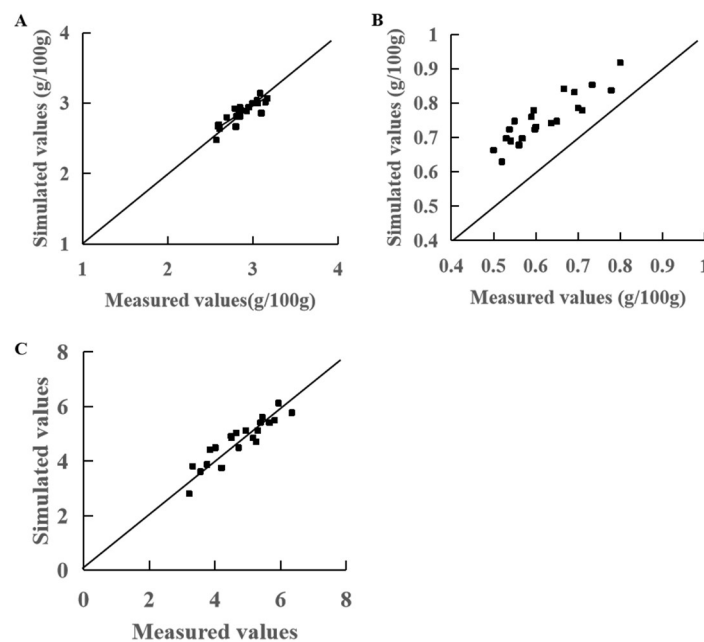 A
Simulated values (g/100g)
4
3
2
1
1 2 3 4
Measured values(g/100g)
B
Simulated values (g/100g)
1
0.9
0.8
0.7
0.6
0.5
0.4
0.4 0.5 0.6 0.7 0.8 0.9 1
Measured values (g/100g)
C
Simulated values
8
6
4
2
0
0 2 4 6 8
Measured values